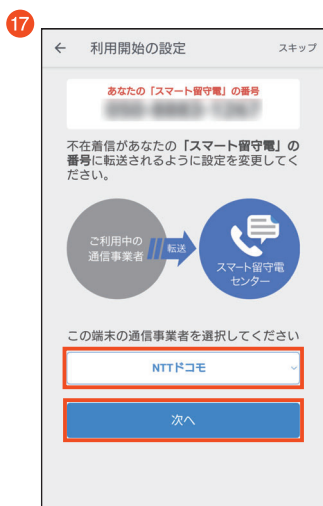 17
← 利用開始の設定 スキップ
あなたの「スマート留守電」の番号
不在着信があなたの「スマート留守電」の
番号に転送されるように設定を変更してく
ださい。
ご利用中の
通信事業者
転送
スマート留守電
センター
この端末の通信事業者を選択してください
NTTドコモ
次へ